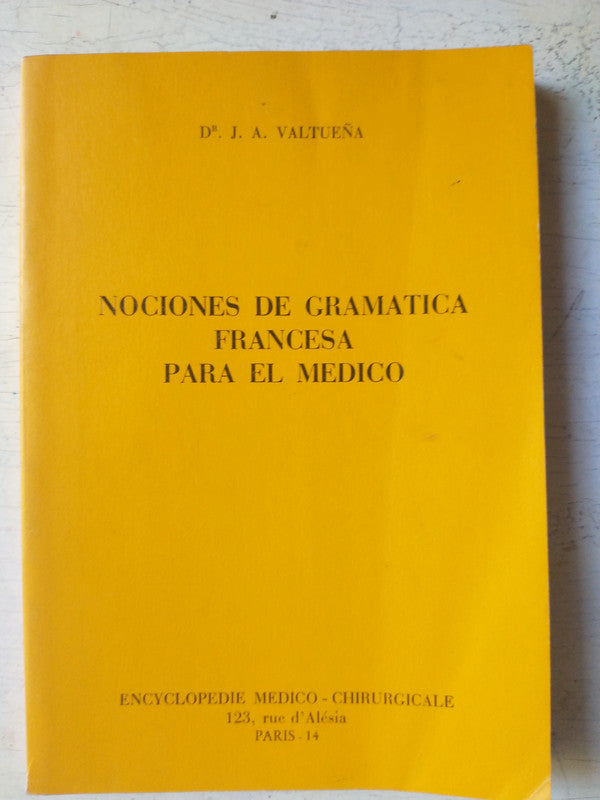 Dᴿ. J. A. VALTUEÑA
NOCIONES DE GRAMATICA
FRANCESA
PARA EL MEDICO
ENCYCLOPEDIE MEDICO - CHIRURGICALE
123, rue d'Alésia
PARIS - 14